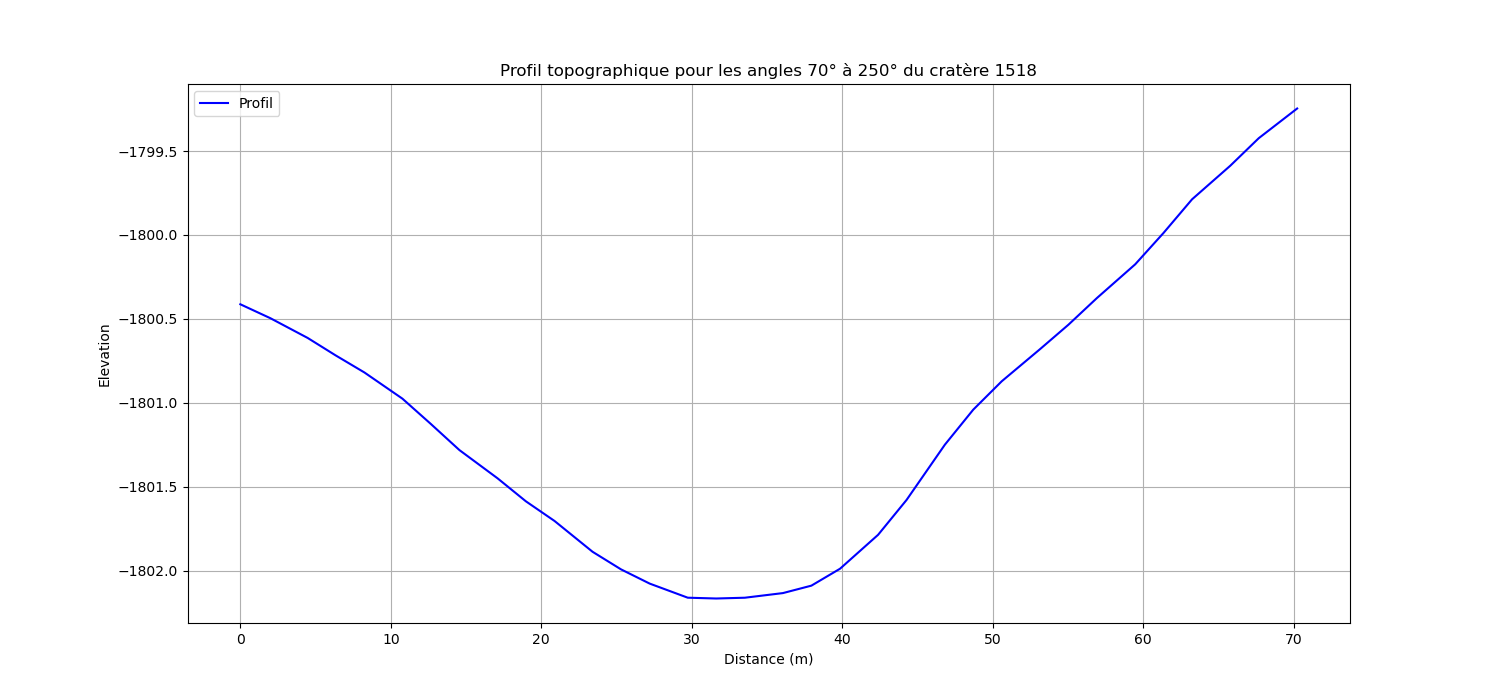 Profil topographique pour les angles 70° à 250° du cratère 1518
Profil
−1799.5
−1800.0
−1800.5
−1801.0
−1801.5
−1802.0
Elevation
0 10 20 30 40 50 60 70
Distance (m)